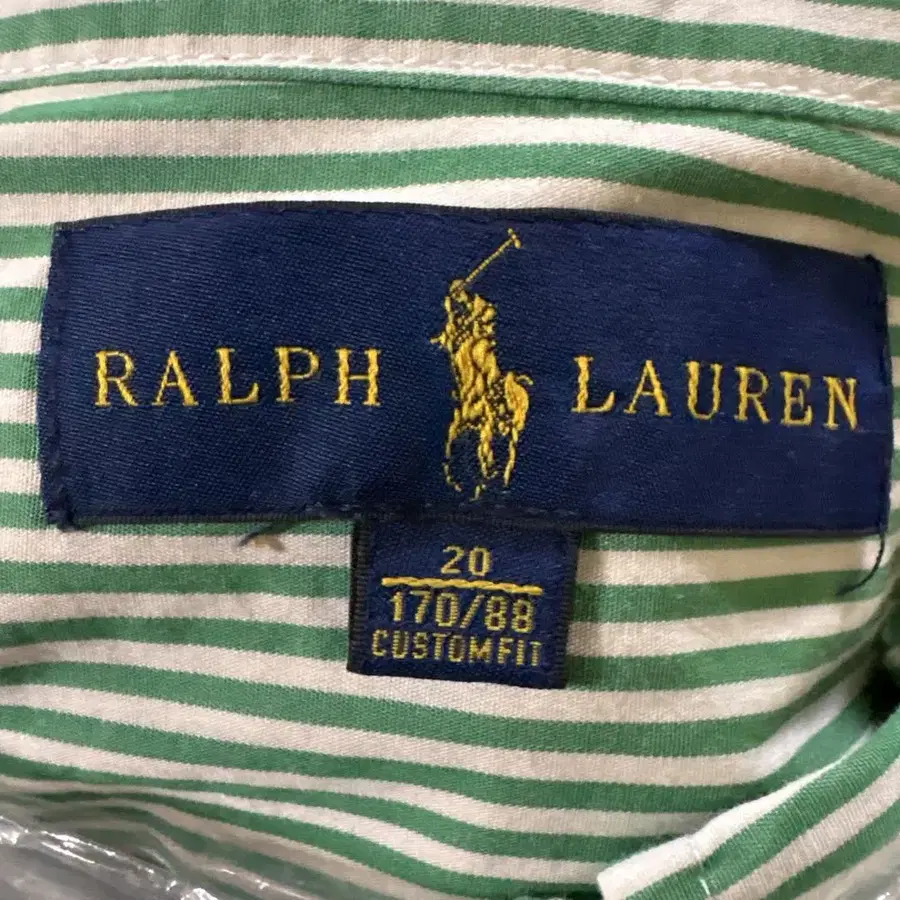 RALPH LAUREN
20
170/88
CUSTOM FIT